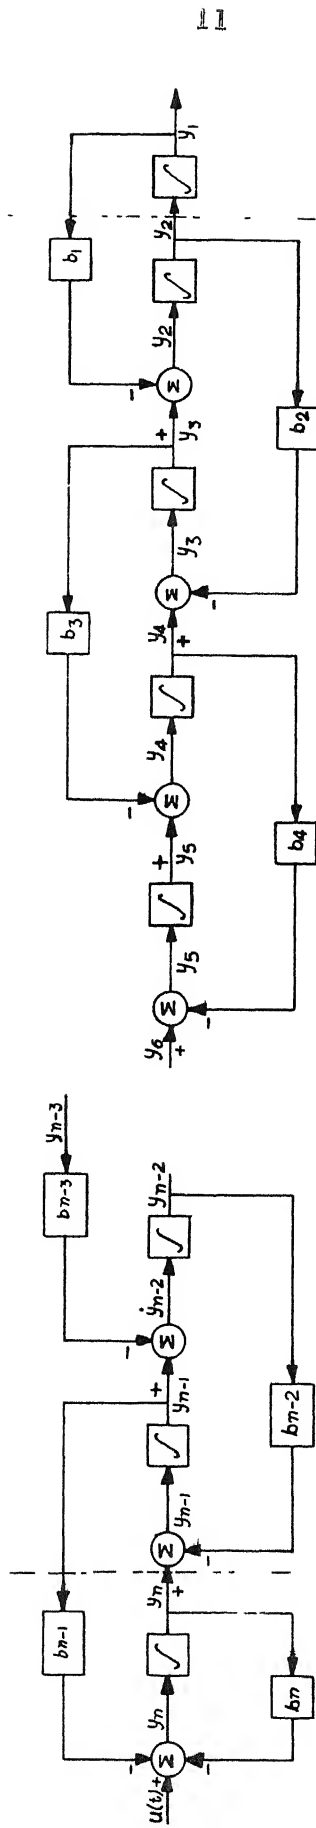 11
u(t) +
-
Σ
-
yn
∫
yn
+
bn-1
bn
Σ
-
yn-1
∫
yn-1
+
bn-2
Σ
-
ẏn-2
∫
yn-2
bn-3
yn-3
y6
+
Σ
-
y5
∫
y5
+
b4
Σ
-
y4
∫
y4
+
b3
Σ
-
y3
∫
y3
+
b2
Σ
-
y2
∫
y2
b1
∫
y1